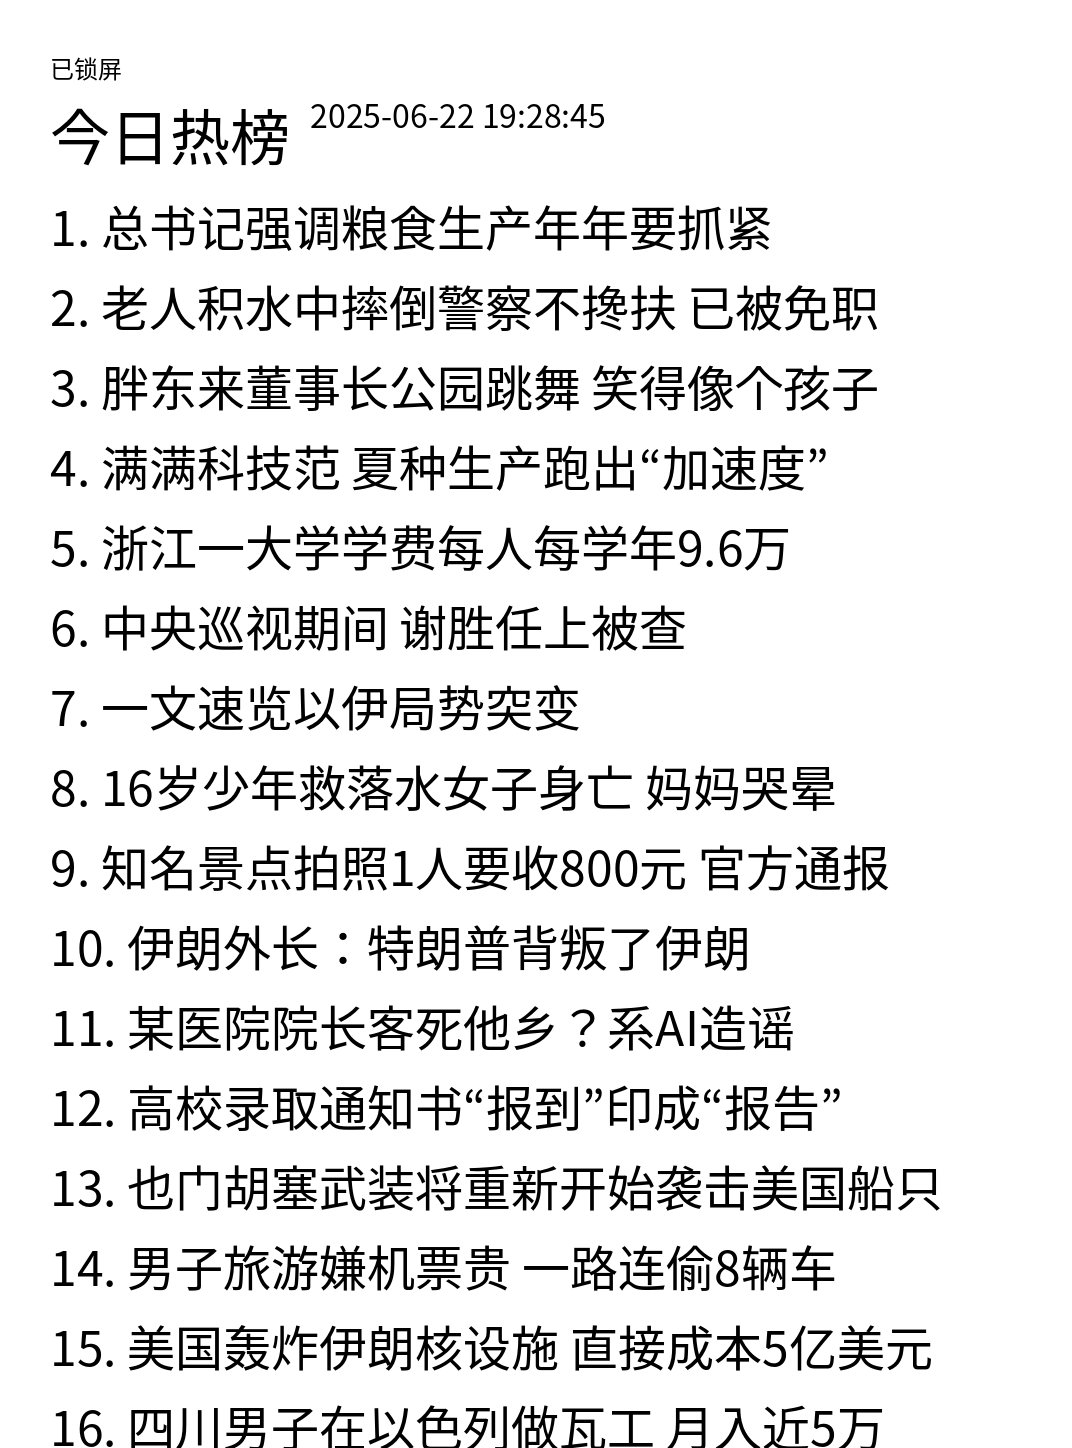 已锁屏
今日热榜 2025-06-22 19:28:45
1. 总书记强调粮食生产年年要抓紧
2. 老人积水中摔倒警察不搀扶 已被免职
3. 胖东来董事长公园跳舞 笑得像个孩子
4. 满满科技范 夏种生产跑出“加速度”
5. 浙江一大学学费每人每学年9.6万
6. 中央巡视期间 谢胜任上被查
7. 一文速览以伊局势突变
8. 16岁少年救落水女子身亡 妈妈哭晕
9. 知名景点拍照1人要收800元 官方通报
10. 伊朗外长：特朗普背叛了伊朗
11. 某医院院长客死他乡？系AI造谣
12. 高校录取通知书“报到”印成“报告”
13. 也门胡塞武装将重新开始袭击美国船只
14. 男子旅游嫌机票贵 一路连偷8辆车
15. 美国轰炸伊朗核设施 直接成本5亿美元
16. 四川男子在以色列做瓦工 月入近5万